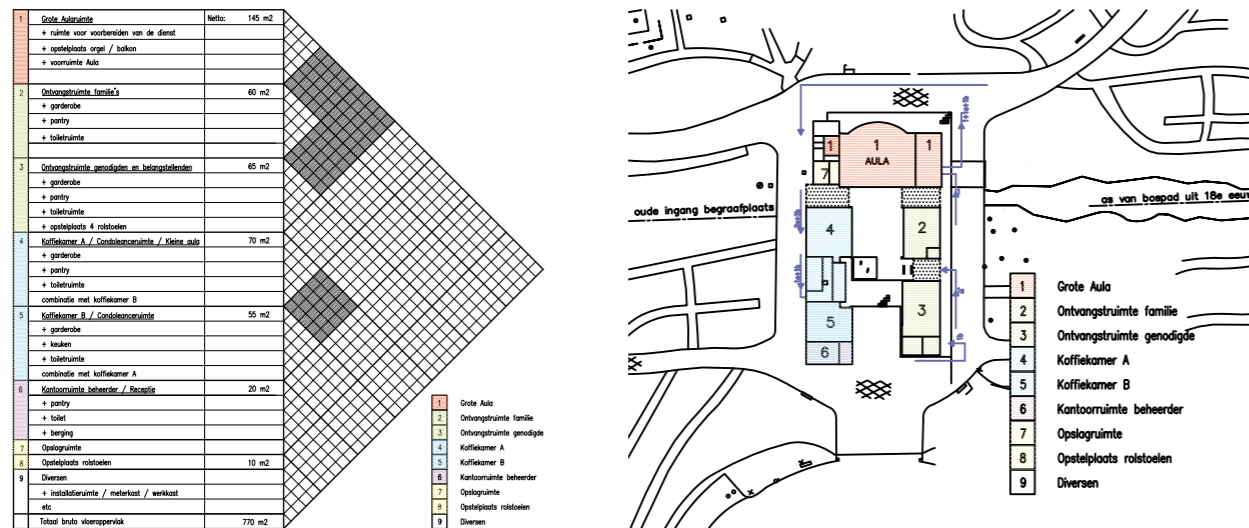 1 Grote Aularuimte Netto: 145 m2
+ ruimte voor voorbereiden van de dienst
+ opstelplaats orgel / balkon
+ voorruimte Aula
2 Ontvangstruimte familie's 60 m2
+ garderobe
+ pantry
+ toiletruimte
3 Ontvangstruimte genodigden en belangstellenden 65 m2
+ garderobe
+ pantry
+ toiletruimte
+ opstelplaats 4 rolstoelen
4 Koffiekamer A / Condoleanceruimte / Kleine aula 70 m2
+ garderobe
+ pantry
+ toiletruimte
combinatie met koffiekamer B
5 Koffiekamer B / Condoleanceruimte 55 m2
+ garderobe
+ keuken
+ toiletruimte
combinatie met koffiekamer A
6 Kantoorruimte beheerder / Receptie 20 m2
+ pantry
+ toilet
+ berging
7 Opslagruimte
8 Opstelplaats rolstoelen 10 m2
9 Diversen
+ installatieruimte / meterkast / werkkast
etc
Totaal bruto vloeroppervlak 770 m2
1 Grote Aula
2 Ontvangstruimte familie
3 Ontvangstruimte genodigde
4 Koffiekamer A
5 Koffiekamer B
6 Kantoorruimte beheerder
7 Opslagruimte
8 Opstelplaats rolstoelen
9 Diversen
1 1 1
AULA
7
oude ingang begraafplaats
as van bospad uit 18e eeuw
4 2
5 3
6
1 Grote Aula
2 Ontvangstruimte familie
3 Ontvangstruimte genodigde
4 Koffiekamer A
5 Koffiekamer B
6 Kantoorruimte beheerder
7 Opslagruimte
8 Opstelplaats rolstoelen
9 Diversen